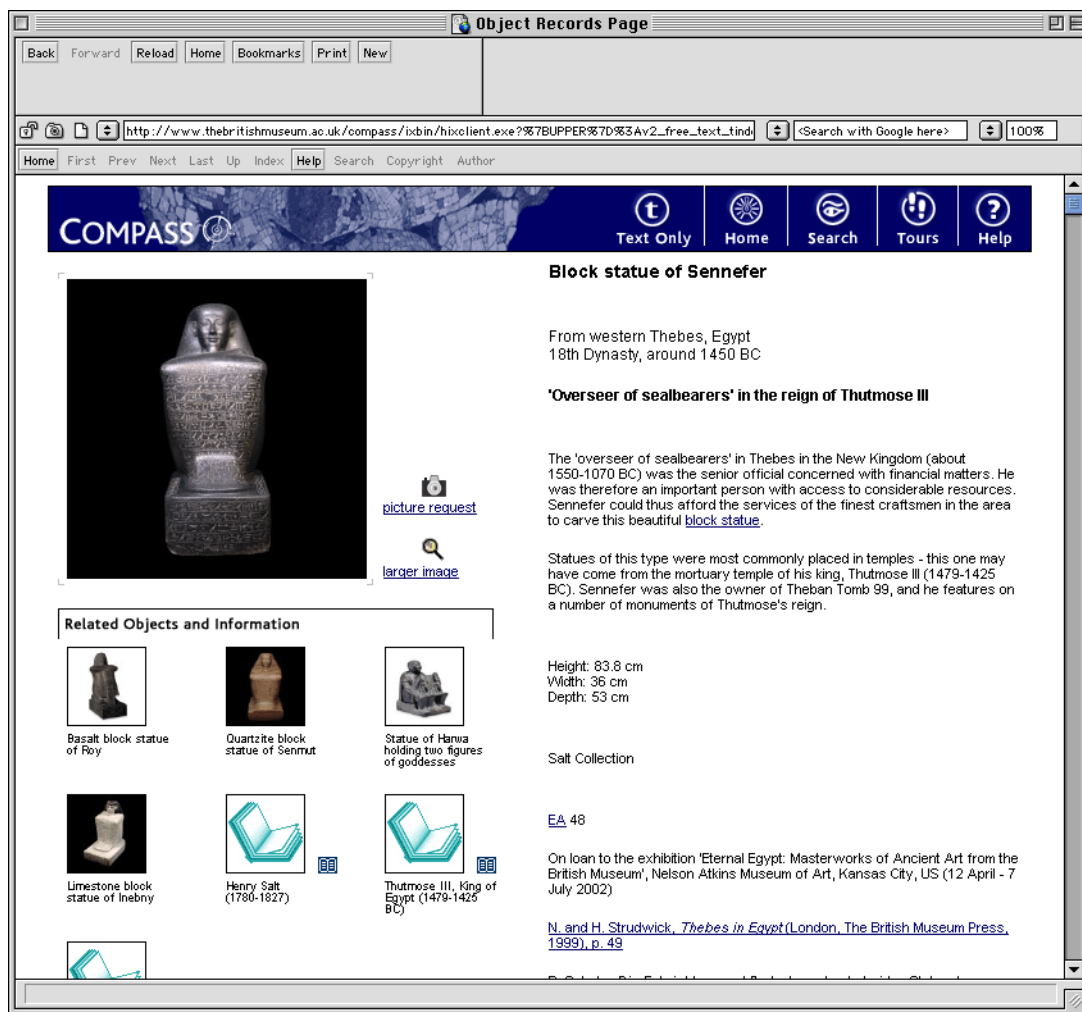 Object Records Page
Back Forward Reload Home Bookmarks Print New
http://www.thebritishmuseum.ac.uk/compass/ixbin/hixclient.exe?%7BUPPER%7D%3Av2_free_text_tind
<Search with Google here>
100%
Home First Prev Next Last Up Index Help Search Copyright Author
COMPASS
Text Only Home Search Tours Help
Block statue of Sennefer
From western Thebes, Egypt
18th Dynasty, around 1450 BC
'Overseer of sealbearers' in the reign of Thutmose III
The 'overseer of sealbearers' in Thebes in the New Kingdom (about
1550-1070 BC) was the senior official concerned with financial matters. He
was therefore an important person with access to considerable resources.
Sennefer could thus afford the services of the finest craftsmen in the area
to carve this beautiful block statue.
Statues of this type were most commonly placed in temples - this one may
have come from the mortuary temple of his king, Thutmose III (1479-1425
BC). Sennefer was also the owner of Theban Tomb 99, and he features on
a number of monuments of Thutmose's reign.
Height: 83.8 cm
Width: 36 cm
Depth: 53 cm
Salt Collection
EA 48
On loan to the exhibition 'Eternal Egypt: Masterworks of Ancient Art from the
British Museum', Nelson Atkins Museum of Art, Kansas City, US (12 April - 7
July 2002)
N. and H. Strudwick, Thebes in Egypt (London, The British Museum Press,
1999), p. 49
picture request
larger image
Related Objects and Information
Basalt block statue
of Roy
Quartzite block
statue of Senmut
Statue of Harwa
holding two figures
of goddesses
Limestone block
statue of Inebny
Henry Salt
(1780-1827)
Thutmose III, King of
Egypt (1479-1425
BC)